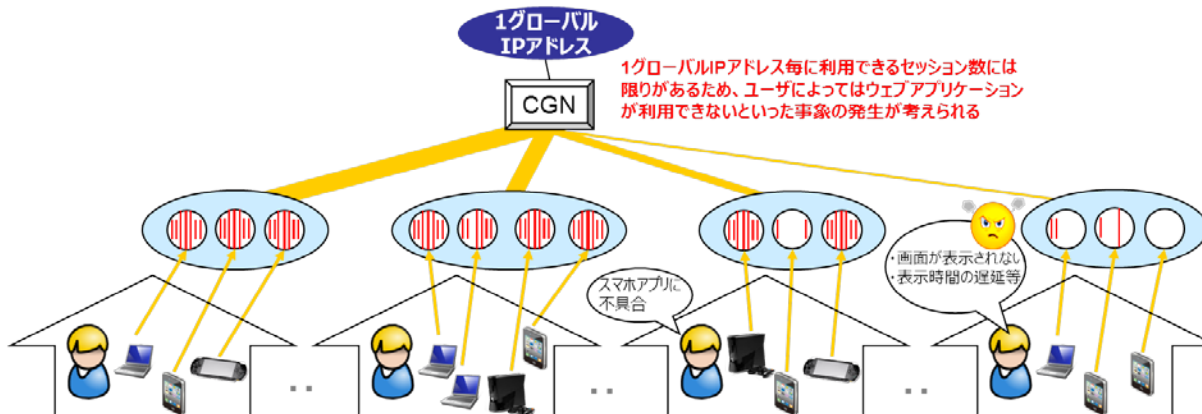 1グローバル
IPアドレス
1グローバルIPアドレス毎に利用できるセッション数には
限りがあるため、ユーザによってはウェブアプリケーション
が利用できないといった事象の発生が考えられる
CGN
・画面が表示されない
・表示時間の遅延等
スマホアプリに
不具合